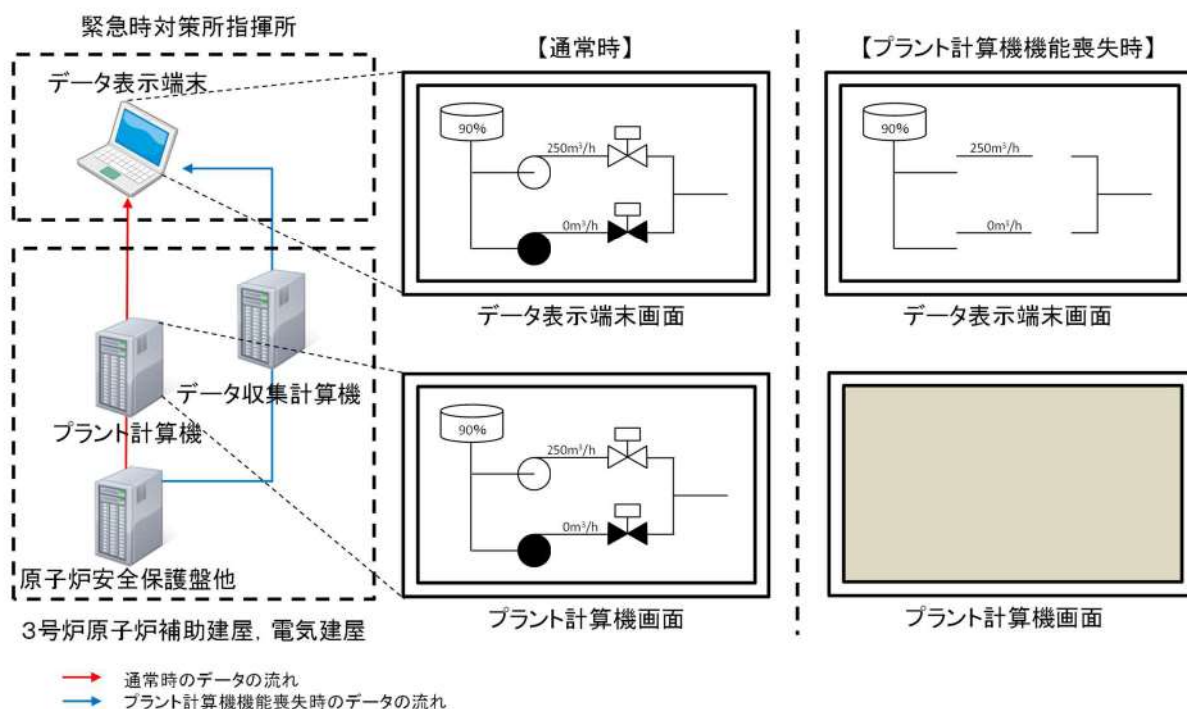 緊急時対策所指揮所
データ表示端末
データ収集計算機
プラント計算機
原子炉安全保護盤他
3号炉原子炉補助建屋,電気建屋
【通常時】
90%
250m³/h
0m³/h
データ表示端末画面
90%
250m³/h
0m³/h
プラント計算機画面
【プラント計算機機能喪失時】
90%
250m³/h
0m³/h
データ表示端末画面
プラント計算機画面
通常時のデータの流れ
プラント計算機機能喪失時のデータの流れ